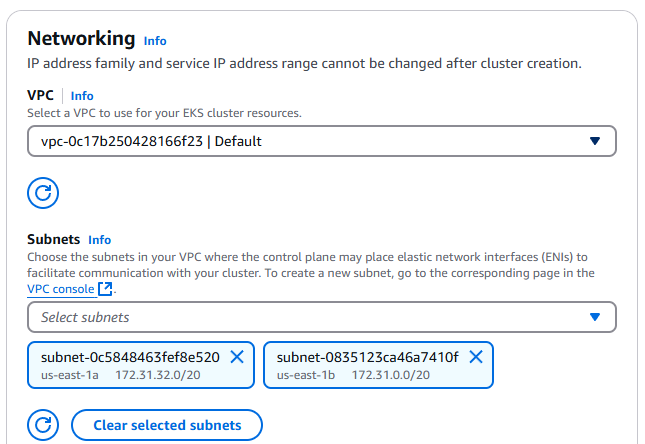 Networking Info
IP address family and service IP address range cannot be changed after cluster creation.
VPC Info
Select a VPC to use for your EKS cluster resources.
vpc-0c17b250428166f23 | Default
Subnets Info
Choose the subnets in your VPC where the control plane may place elastic network interfaces (ENIs) to
facilitate communication with your cluster. To create a new subnet, go to the corresponding page in the
VPC console.
Select subnets
subnet-0c5848463fef8e520 subnet-0835123ca46a7410f
us-east-1a 172.31.32.0/20 us-east-1b 172.31.0.0/20
Clear selected subnets